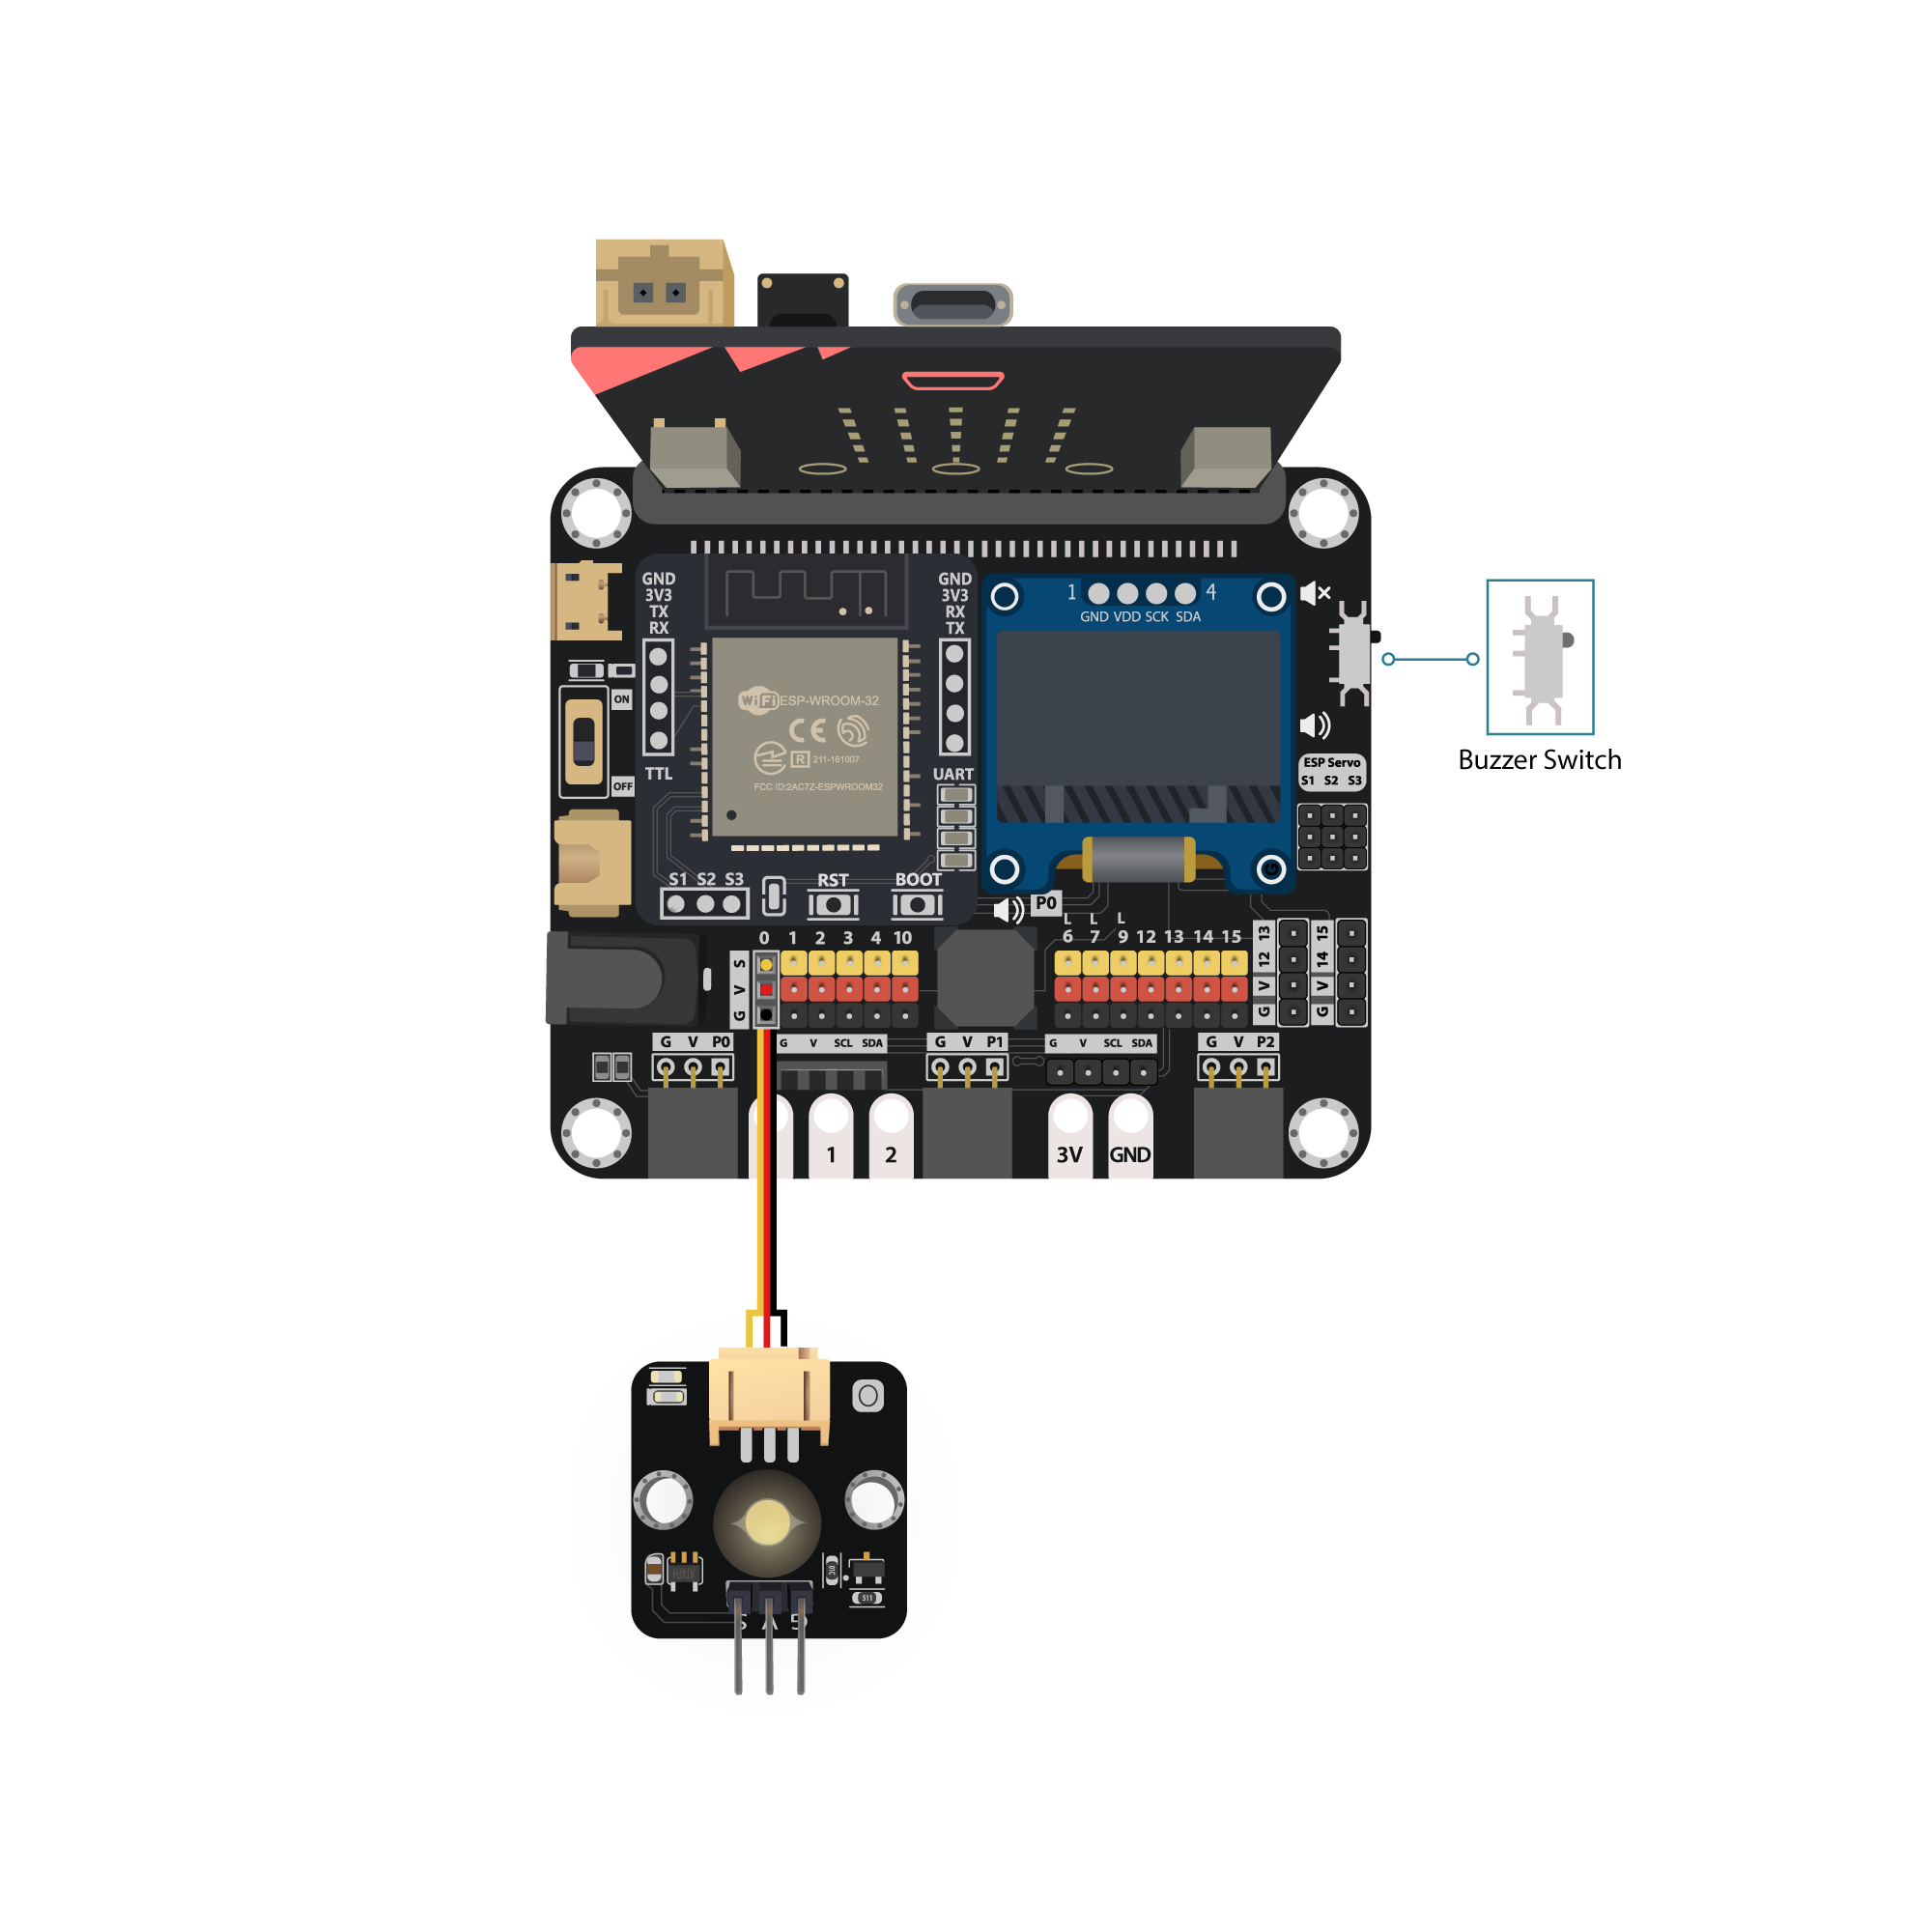 GND
3V3
TX
RX
TTL
GND
3V3
RX
TX
UART
WiFi ESP-WROOM-32
CE
R 211-161007
FCC ID:2AC7Z-ESPWROOM32
ON
OFF
S1 S2 S3
RST
BOOT
1 4
GND VDD SCK SDA
Buzzer Switch
ESP Servo
S1 S2 S3
P0
L L L
0 1 2 3 4 10
6 7 9 12 13 14 15
S
V
G
13
12
V
G
15
14
V
G
G V P0
G V SCL SDA
G V P1
G V SCL SDA
G V P2
1
2
3V
GND
511